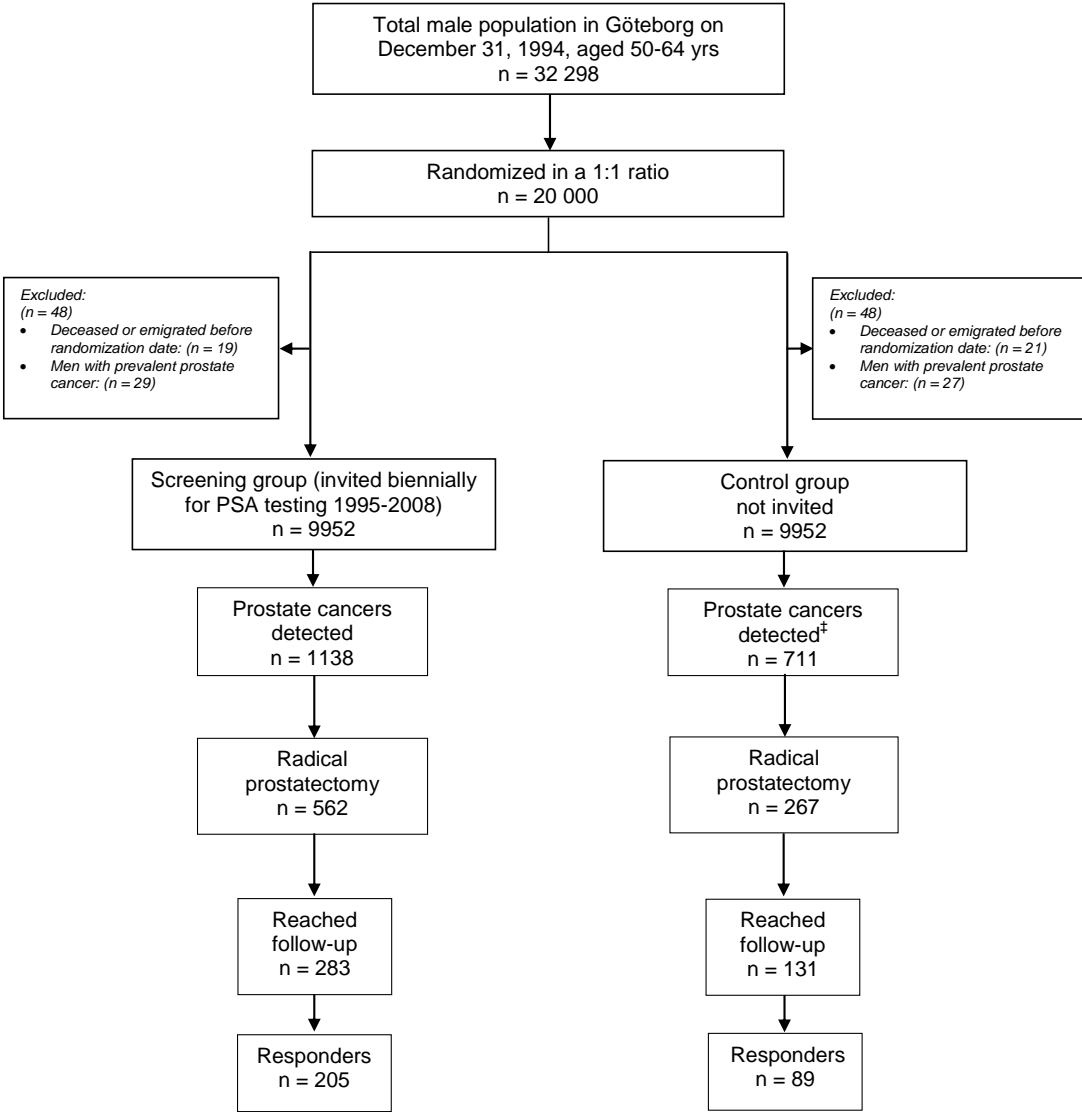 Total male population in Göteborg on
December 31, 1994, aged 50-64 yrs
n = 32 298
Randomized in a 1:1 ratio
n = 20 000
Excluded:
(n = 48)
• Deceased or emigrated before
randomization date: (n = 19)
• Men with prevalent prostate
cancer: (n = 29)
Excluded:
(n = 48)
• Deceased or emigrated before
randomization date: (n = 21)
• Men with prevalent prostate
cancer: (n = 27)
Screening group (invited biennially
for PSA testing 1995-2008)
n = 9952
Control group
not invited
n = 9952
Prostate cancers
detected
n = 1138
Prostate cancers
detected‡
n = 711
Radical
prostatectomy
n = 562
Radical
prostatectomy
n = 267
Reached
follow-up
n = 283
Reached
follow-up
n = 131
Responders
n = 205
Responders
n = 89